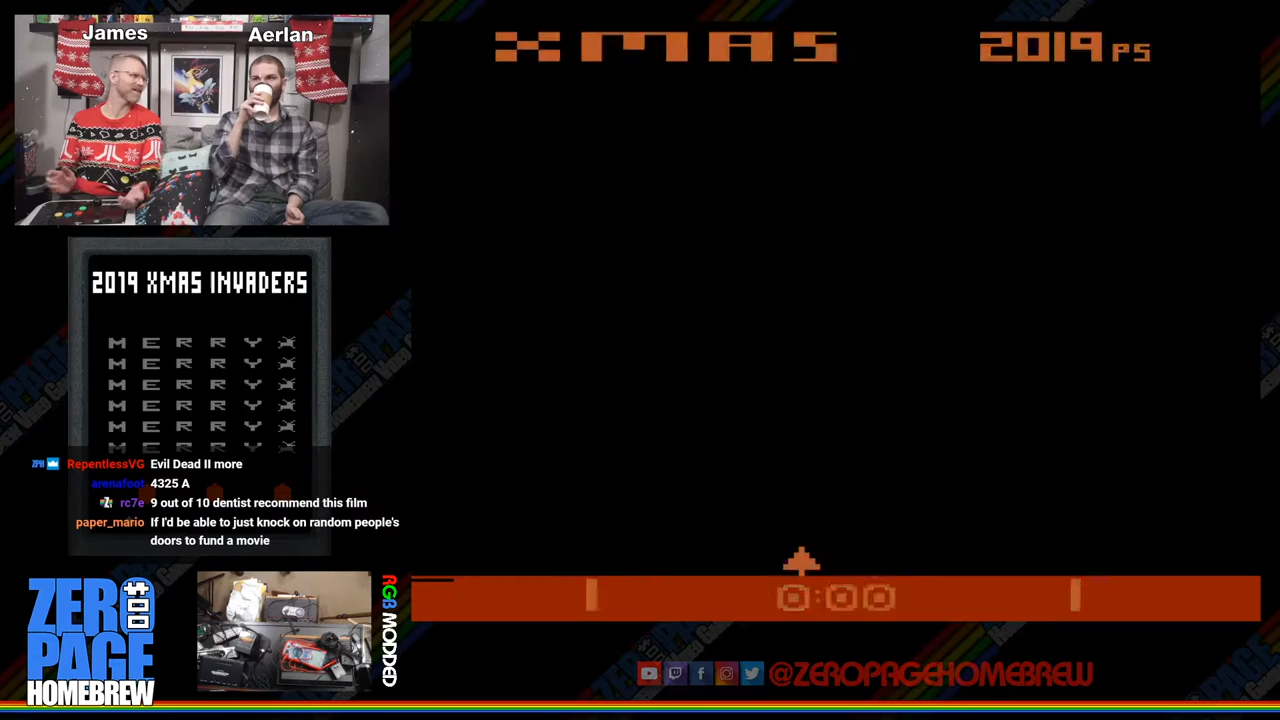 James
Aerlan
XMAS
2019 PS
2019 XMAS INVADERS
M E R R Y
M E R R Y
M E R R Y
M E R R Y
M E R R Y
M E R R Y
RepentlessVG Evil Dead II more
arenafoot 4325 A
rc7e 9 out of 10 dentist recommend this film
paper_mario If I'd be able to just knock on random people's
doors to fund a movie
0:00
ZERO
PAGE
HOMEBREW
RGB MODDED
@ZEROPAGEHOMEBREW